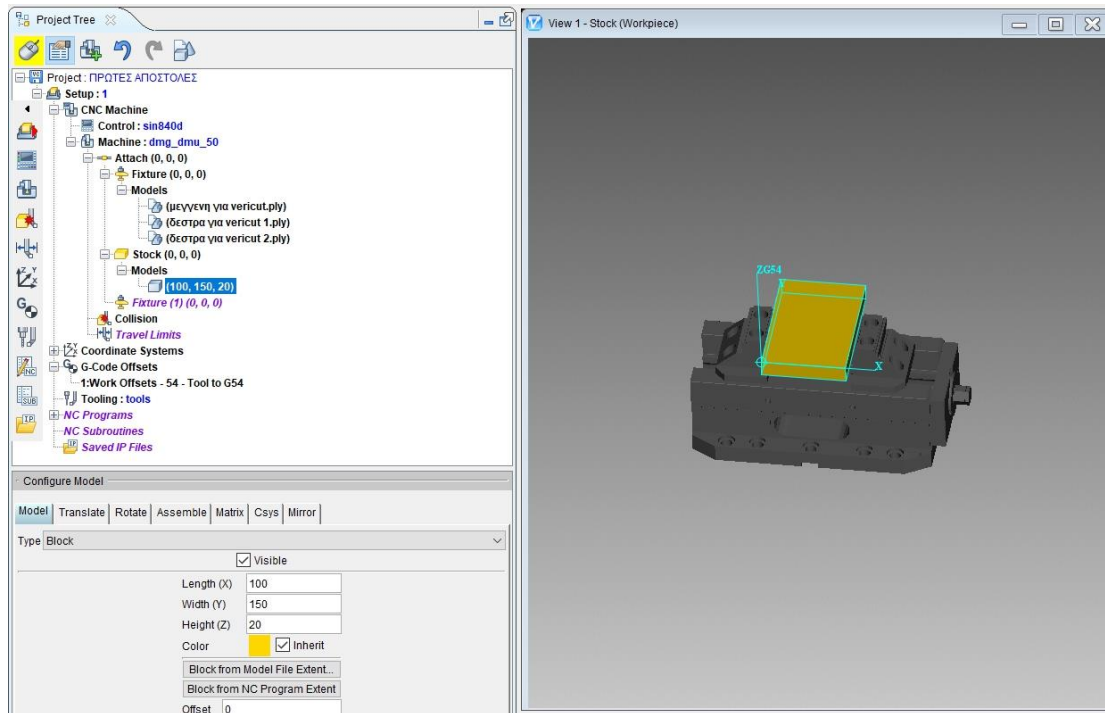 Project Tree
Project : ΠΡΩΤΕΣ ΑΠΟΣΤΟΛΕΣ
Setup : 1
CNC Machine
Control : sin840d
Machine : dmg_dmu_50
Attach (0, 0, 0)
Fixture (0, 0, 0)
Models
(μεγγενη για vericut.ply)
(δεστρα για vericut 1.ply)
(δεστρα για vericut 2.ply)
Stock (0, 0, 0)
Models
(100, 150, 20)
Fixture (1) (0, 0, 0)
Collision
Travel Limits
Coordinate Systems
G-Code Offsets
1:Work Offsets - 54 - Tool to G54
Tooling : tools
NC Programs
NC Subroutines
Saved IP Files
Configure Model
Model Translate Rotate Assemble Matrix Csys Mirror
Type Block
Visible
Length (X) 100
Width (Y) 150
Height (Z) 20
Color Inherit
Block from Model File Extent...
Block from NC Program Extent
Offset 0
View 1 - Stock (Workpiece)
ZG54
Y
X